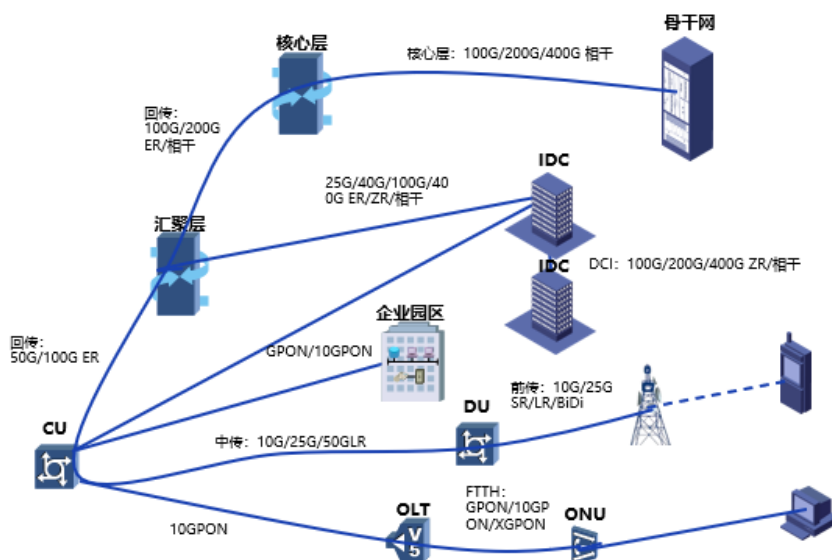 核心层
骨干网
核心层：100G/200G/400G 相干
回传：
100G/200G
ER/相干
IDC
25G/40G/100G/40
0G ER/ZR/相干
汇聚层
IDC
DCI：100G/200G/400G ZR/相干
企业园区
回传：
50G/100G ER
GPON/10GPON
前传：10G/25G
SR/LR/BiDi
DU
CU
中传：10G/25G/50GLR
FTTH：
GPON/10GP
ON/XGPON
OLT
ONU
V
5
10GPON